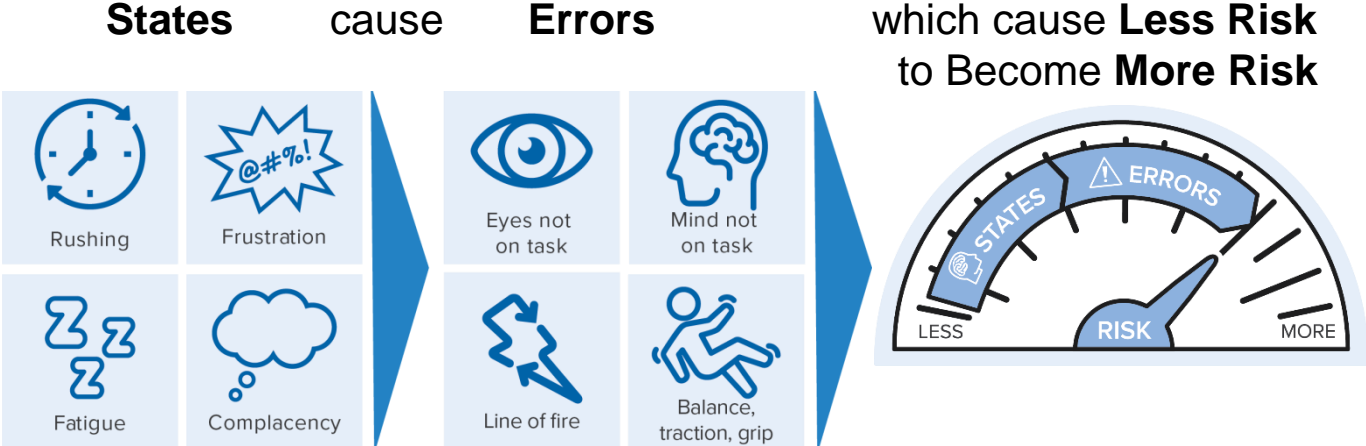 States cause Errors which cause Less Risk
to Become More Risk
@#%!
Rushing
Frustration
Fatigue
Complacency
Eyes not
on task
Mind not
on task
Line of fire
Balance,
traction, grip
STATES
ERRORS
LESS
RISK
MORE